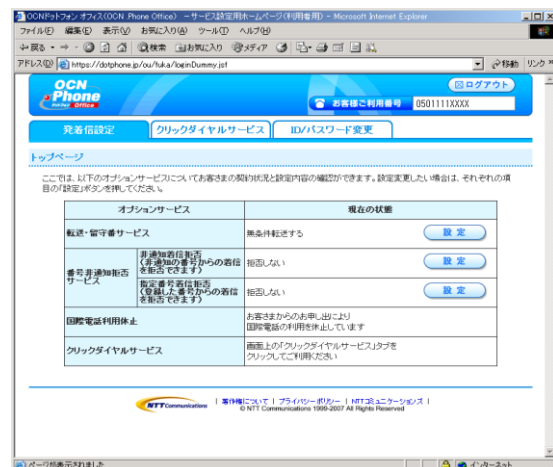 OCNドットフォン オフィス(OCN .Phone Office) －サービス設定用ホームページ(利用者用) - Microsoft Internet Explorer
ファイル(F) 編集(E) 表示(V) お気に入り(A) ツール(T) ヘルプ(H)
戻る 検索 お気に入り メディア
アドレス(D) https://dotphone.jp/ou/fuka/loginDummy.jsf 移動 リンク
OCN
.Phone
Office
ログアウト
お客様ご利用番号 0501111XXXX
発着信設定 クリックダイヤルサービス ID/パスワード変更
トップページ
ここでは、以下のオプションサービスについてお客さまの契約状況と設定内容の確認ができます。設定変更したい場合は、それぞれの項
目の「設定」ボタンを押してください。
オプションサービス 現在の状態
転送・留守番サービス 無条件転送する 設 定
番号非通知拒否
サービス
非通知着信拒否
(非通知の番号からの着信
を拒否できます)
拒否しない 設 定
指定番号着信拒否
(登録した番号からの着信
を拒否できます)
拒否しない 設 定
国際電話利用休止
お客さまからのお申し出により
国際電話の利用を休止しています
クリックダイヤルサービス
画面上の「クリックダイヤルサービス」タブを
クリックしてご利用ください
NTT Communications
| 著作権について | プライバシーポリシー | NTTコミュニケーションズ |
© NTT Communications 1999-2007 All Rights Reserved
ページが表示されました インターネット